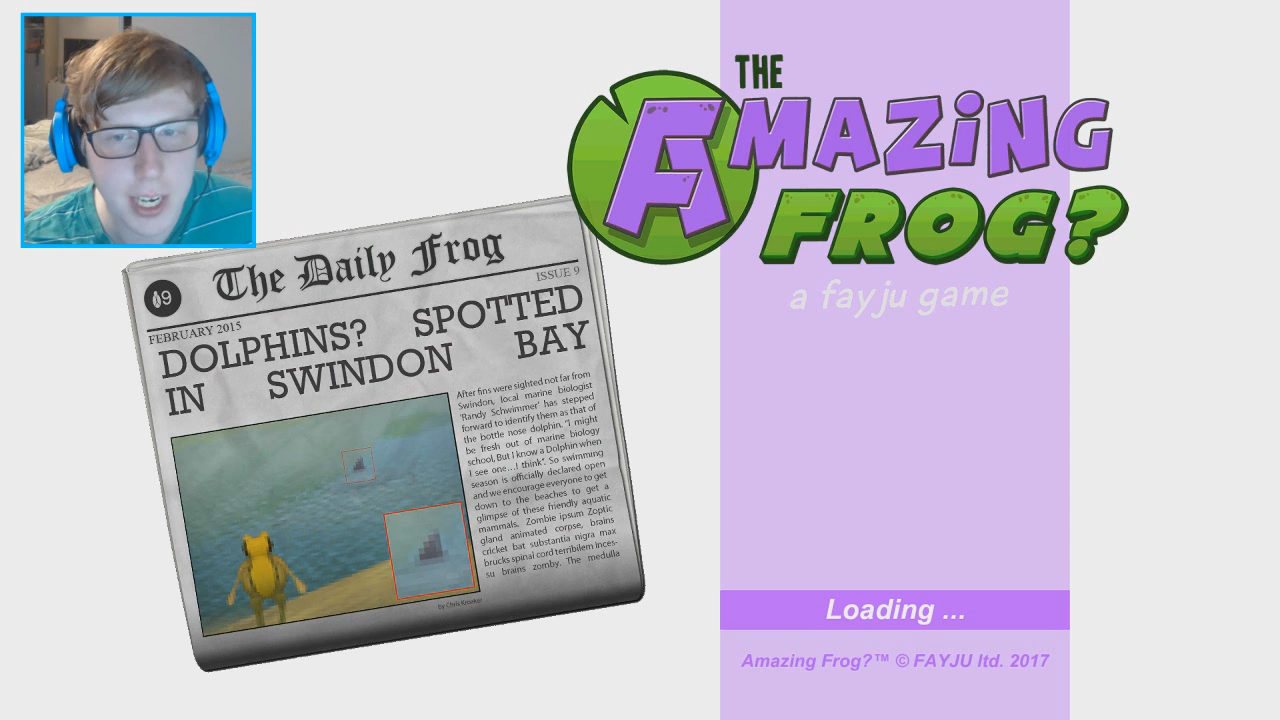 THE
AMAZiNG
FROG?
a fayju game
The Daily Frog
9
ISSUE 9
FEBRUARY 2015
DOLPHINS? SPOTTED
IN SWINDON BAY
After fins were sighted not far from
Swindon, local marine biologist
'Randy Schwimmer' has stepped
forward to identify them as that of
the bottle nose dolphin. "I might
be fresh out of marine biology
school, But I know a Dolphin when
I see one...I think". So swimming
season is officially declared open
and we encourage everyone to get
down to the beaches to get a
glimpse of these friendly aquatic
mammals. Zombie ipsum Zoptic
gland animated corpse, brains
cricket bat substantia nigra max
brucks spinal cord terribilem inces-
su brains zomby. The medulla
by Chris Kroeker
Loading ...
Amazing Frog?™ © FAYJU ltd. 2017